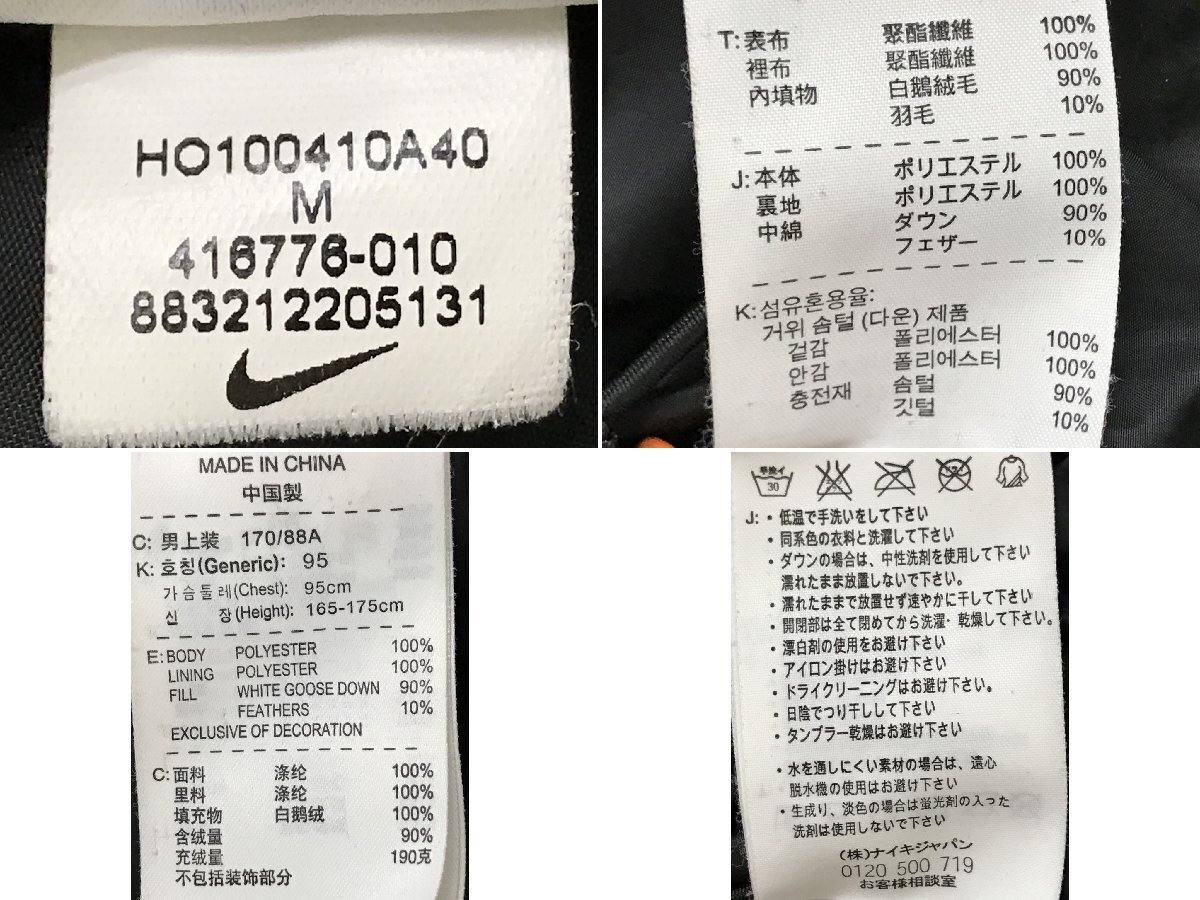 HO100410A40
M
416776-010
883212205131
T:表布 聚酯纖維 100%
裡布 聚酯纖維 100%
內填物 白鵝絨毛 90%
羽毛 10%
J:本体 ポリエステル 100%
裏地 ポリエステル 100%
中綿 ダウン 90%
フェザー 10%
K:섬유혼용율:
거위 솜털 (다운) 제품
겉감 폴리에스터 100%
안감 폴리에스터 100%
충전재 솜털 90%
깃털 10%
MADE IN CHINA
中国製
C: 男上装 170/88A
K: 호칭(Generic): 95
가슴둘레(Chest): 95cm
신 장(Height): 165-175cm
E:BODY POLYESTER 100%
LINING POLYESTER 100%
FILL WHITE GOOSE DOWN 90%
FEATHERS 10%
EXCLUSIVE OF DECORATION
C:面料 涤纶 100%
里料 涤纶 100%
填充物 白鹅绒 100%
含绒量 90%
充绒量 190克
不包括装饰部分
手洗イ
30
J: ・低温で手洗いをして下さい
・同系色の衣料と洗濯して下さい
・ダウンの場合は、中性洗剤を使用して下さい
濡れたまま放置しないで下さい。
・濡れたままで放置せず速やかに干して下さい
・開閉部は全て閉めてから洗濯・乾燥して下さい。
・漂白剤の使用をお避け下さい
・アイロン掛けはお避け下さい
・ドライクリーニングはお避け下さい。
・日陰でつり干しして下さい
・タンブラー乾燥はお避け下さい
・水を通しにくい素材の場合は、遠心
脱水機の使用はお避け下さい
・生成り、淡色の場合は蛍光剤の入った
洗剤は使用しないで下さい
(株)ナイキジャパン
0120 500 719
お客様相談室